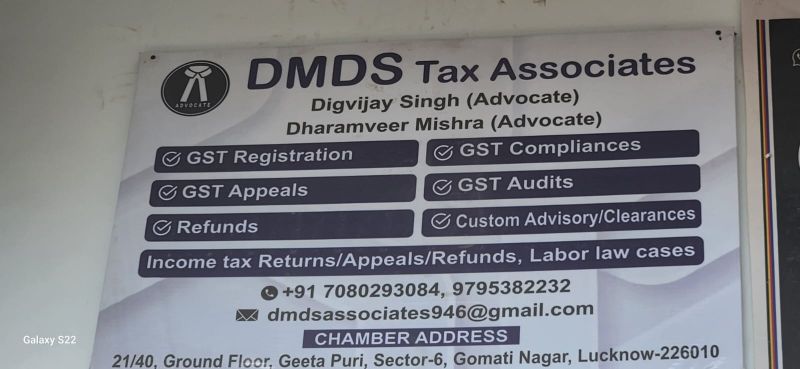 ADVOCATE
DMDS Tax Associates
Digvijay Singh (Advocate)
Dharamveer Mishra (Advocate)
GST Registration
GST Compliances
GST Appeals
GST Audits
Refunds
Custom Advisory/Clearances
Income tax Returns/Appeals/Refunds, Labor law cases
+91 7080293084, 9795382232
dmdsassociates946@gmail.com
CHAMBER ADDRESS
21/40, Ground Floor, Geeta Puri, Sector-6, Gomati Nagar, Lucknow-226010
Galaxy S22